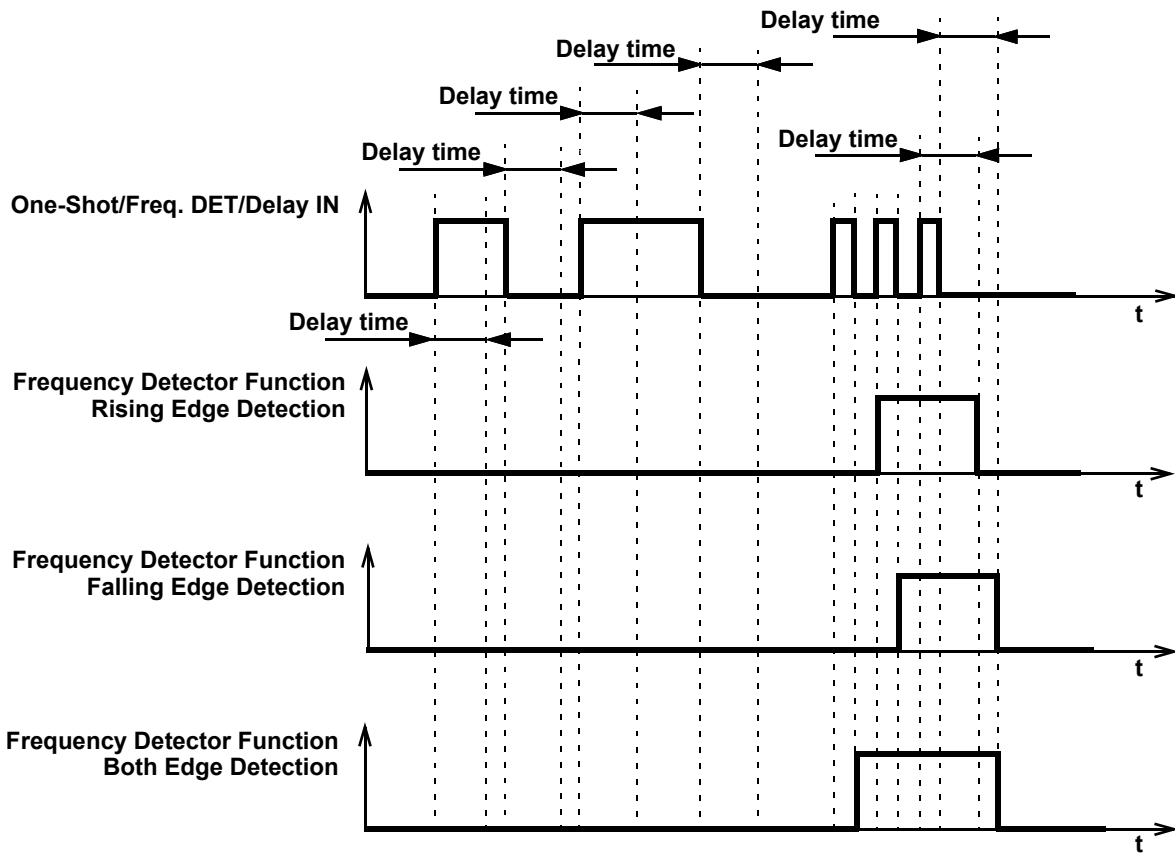 Delay time
Delay time
Delay time
Delay time
Delay time
One-Shot/Freq. DET/Delay IN
t
Delay time
Frequency Detector Function
Rising Edge Detection
t
Frequency Detector Function
Falling Edge Detection
t
Frequency Detector Function
Both Edge Detection
t